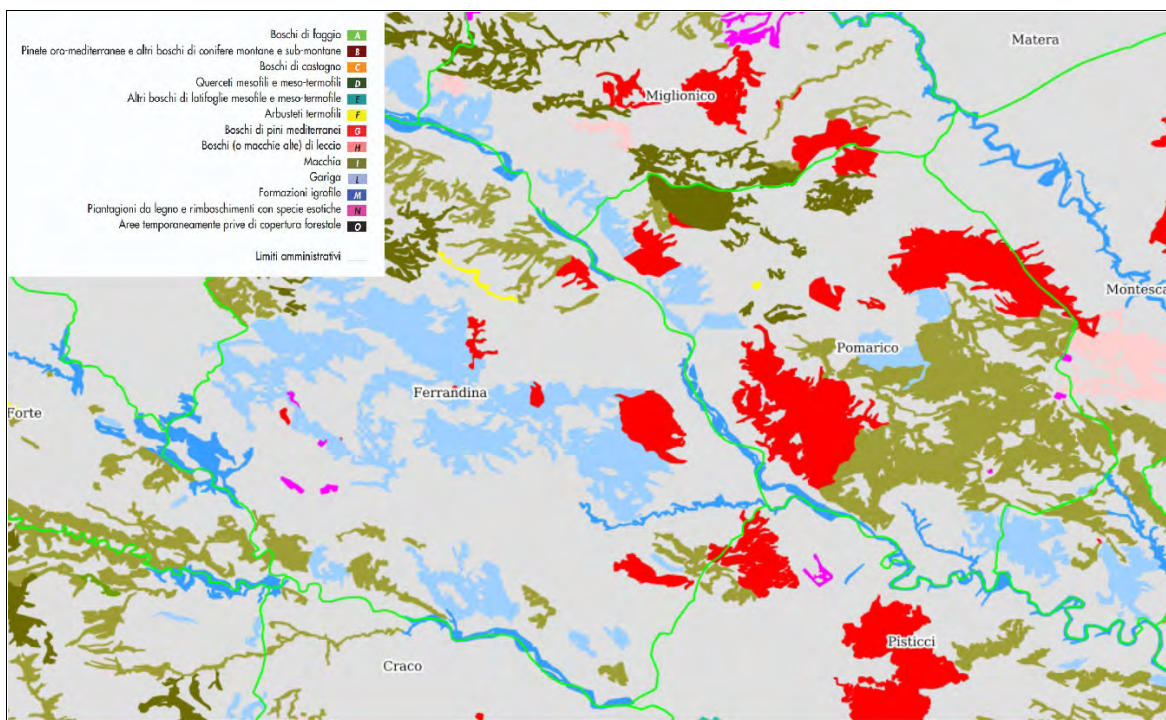 Boschi di faggio A
Pinete oro-mediterranee e altri boschi di conifere montane e sub-montane B
Boschi di castagno C
Querceti mesofili e meso-termofili D
Altri boschi di latifoglie mesofile e meso-termofile E
Arbusteti termofili F
Boschi di pini mediterranei G
Boschi (o macchie alte) di leccio H
Macchia I
Gariga L
Formazioni igrofile M
Piantagioni da legno e rimboschimenti con specie esotiche N
Aree temporaneamente prive di copertura forestale O
Limiti amministrativi
Matera
Miglionico
Montesca
Pomarico
Ferrandina
Forte
Pisticci
Craco